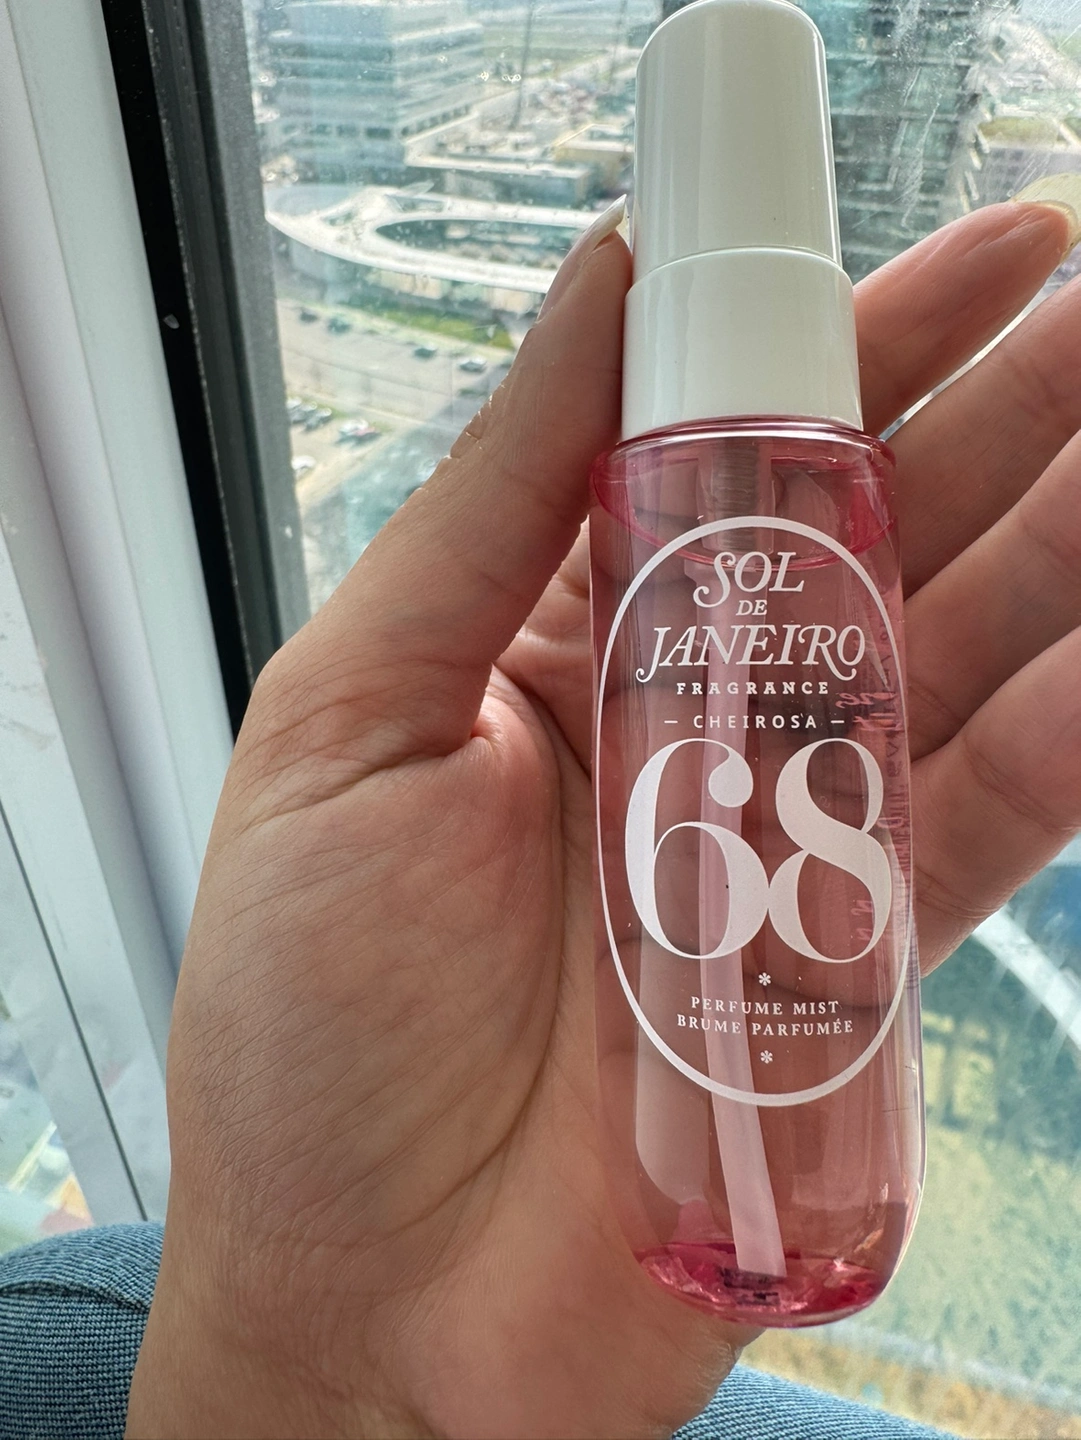 SOL
DE
JANEIRO
FRAGRANCE
– CHEIROSA –
68
*
PERFUME MIST
BRUME PARFUMÉE
*